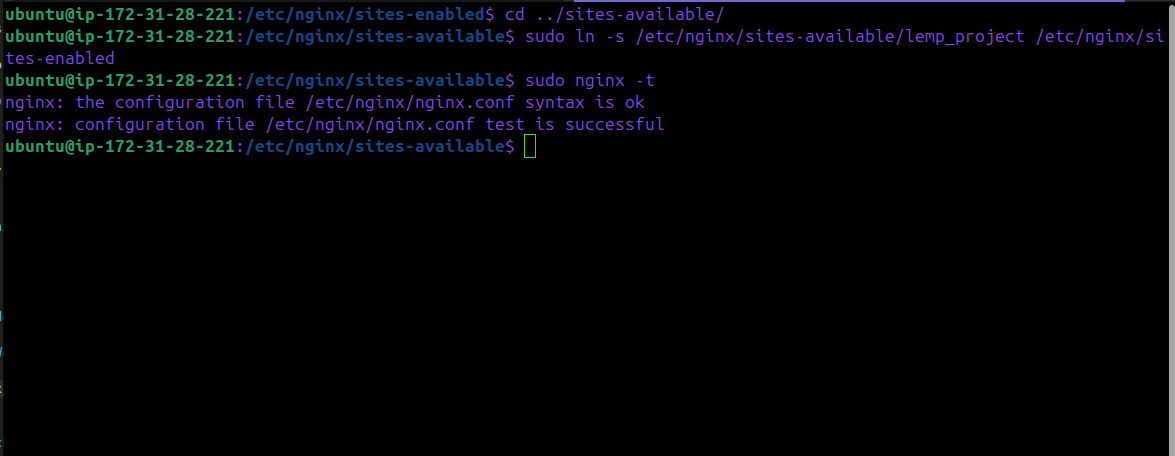 ubuntu@ip-172-31-28-221:/etc/nginx/sites-enabled$ cd ../sites-available/
ubuntu@ip-172-31-28-221:/etc/nginx/sites-available$ sudo ln -s /etc/nginx/sites-available/lemp_project /etc/nginx/si
tes-enabled
ubuntu@ip-172-31-28-221:/etc/nginx/sites-available$ sudo nginx -t
nginx: the configuration file /etc/nginx/nginx.conf syntax is ok
nginx: configuration file /etc/nginx/nginx.conf test is successful
ubuntu@ip-172-31-28-221:/etc/nginx/sites-available$